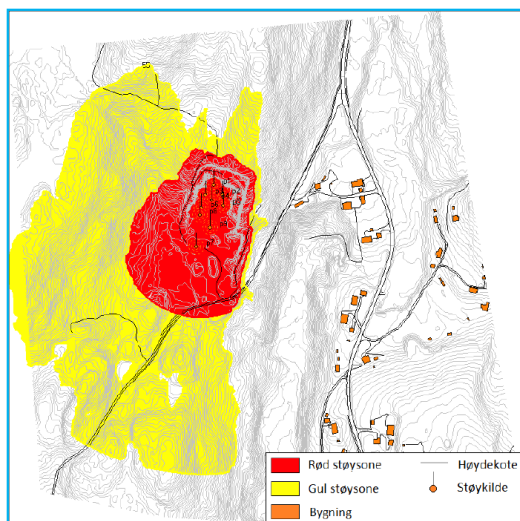 Rød støysone
Gul støysone
Bygning
Høydekote
Støykilde